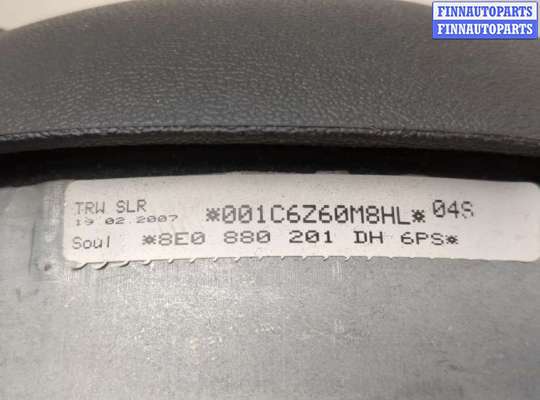 FINNAUTOPARTS
FINNAUTOPARTS
TRW SLR
19.02.2007 *001C6Z60M8HL* 04S
Soul *8E0 880 201 DH 6PS*